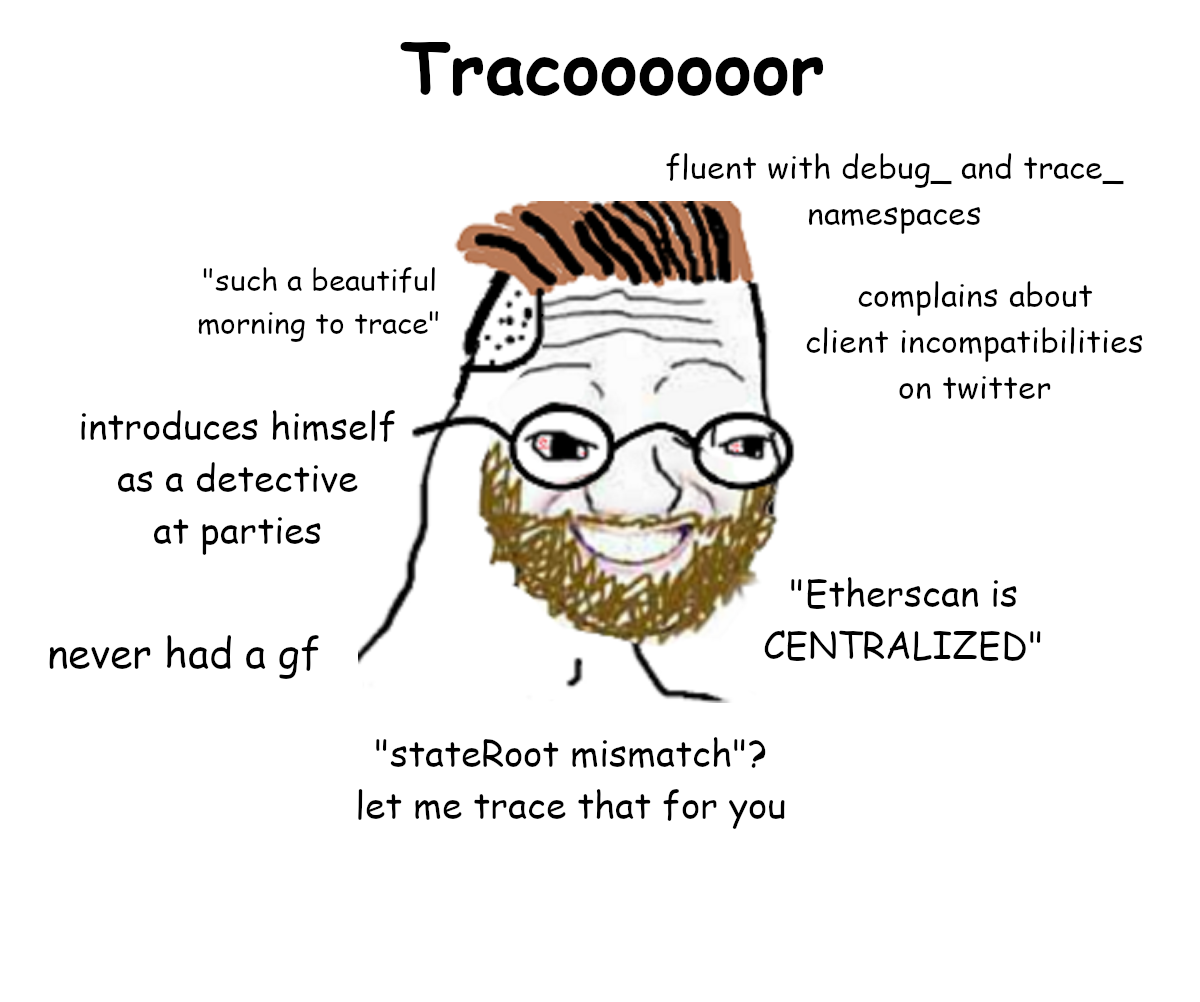 Tracooooooor
fluent with debug_ and trace_
namespaces
"such a beautiful
morning to trace"
complains about
client incompatibilities
on twitter
introduces himself
as a detective
at parties
"Etherscan is
CENTRALIZED"
never had a gf
"stateRoot mismatch"?
let me trace that for you